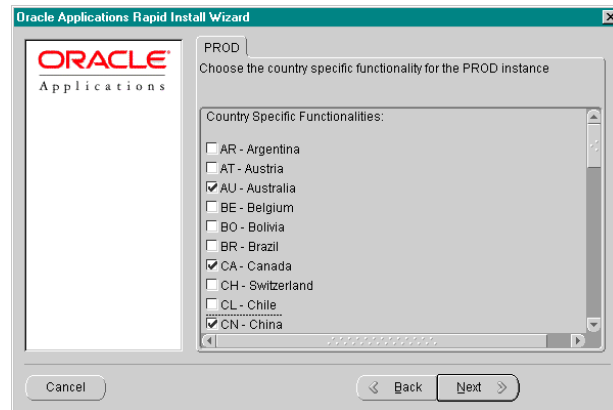 Oracle Applications Rapid Install Wizard
ORACLE
Applications
PROD
Choose the country specific functionality for the PROD instance
Country Specific Functionalities:
AR - Argentina
AT - Austria
AU - Australia
BE - Belgium
BO - Bolivia
BR - Brazil
CA - Canada
CH - Switzerland
CL - Chile
CN - China
Cancel
Back
Next